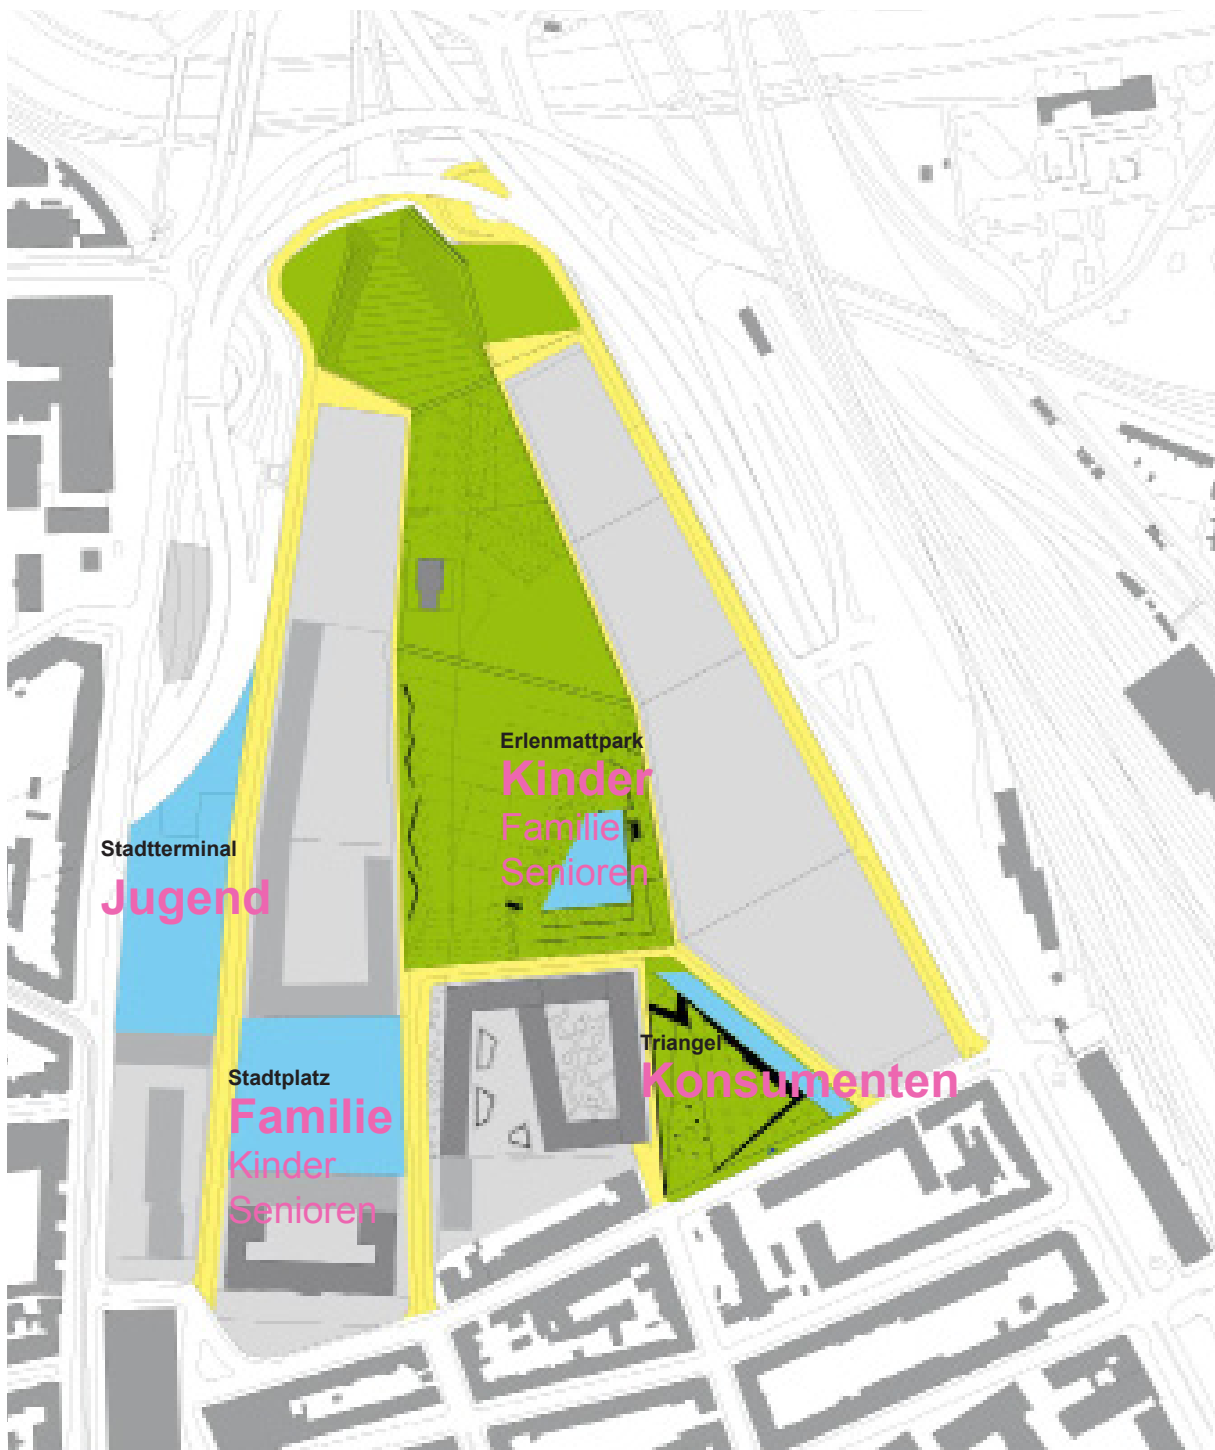 Erlenmattpark
Kinder
Familie
Senioren
Stadtterminal
Jugend
Triangel
Konsumenten
Stadtplatz
Familie
Kinder
Senioren